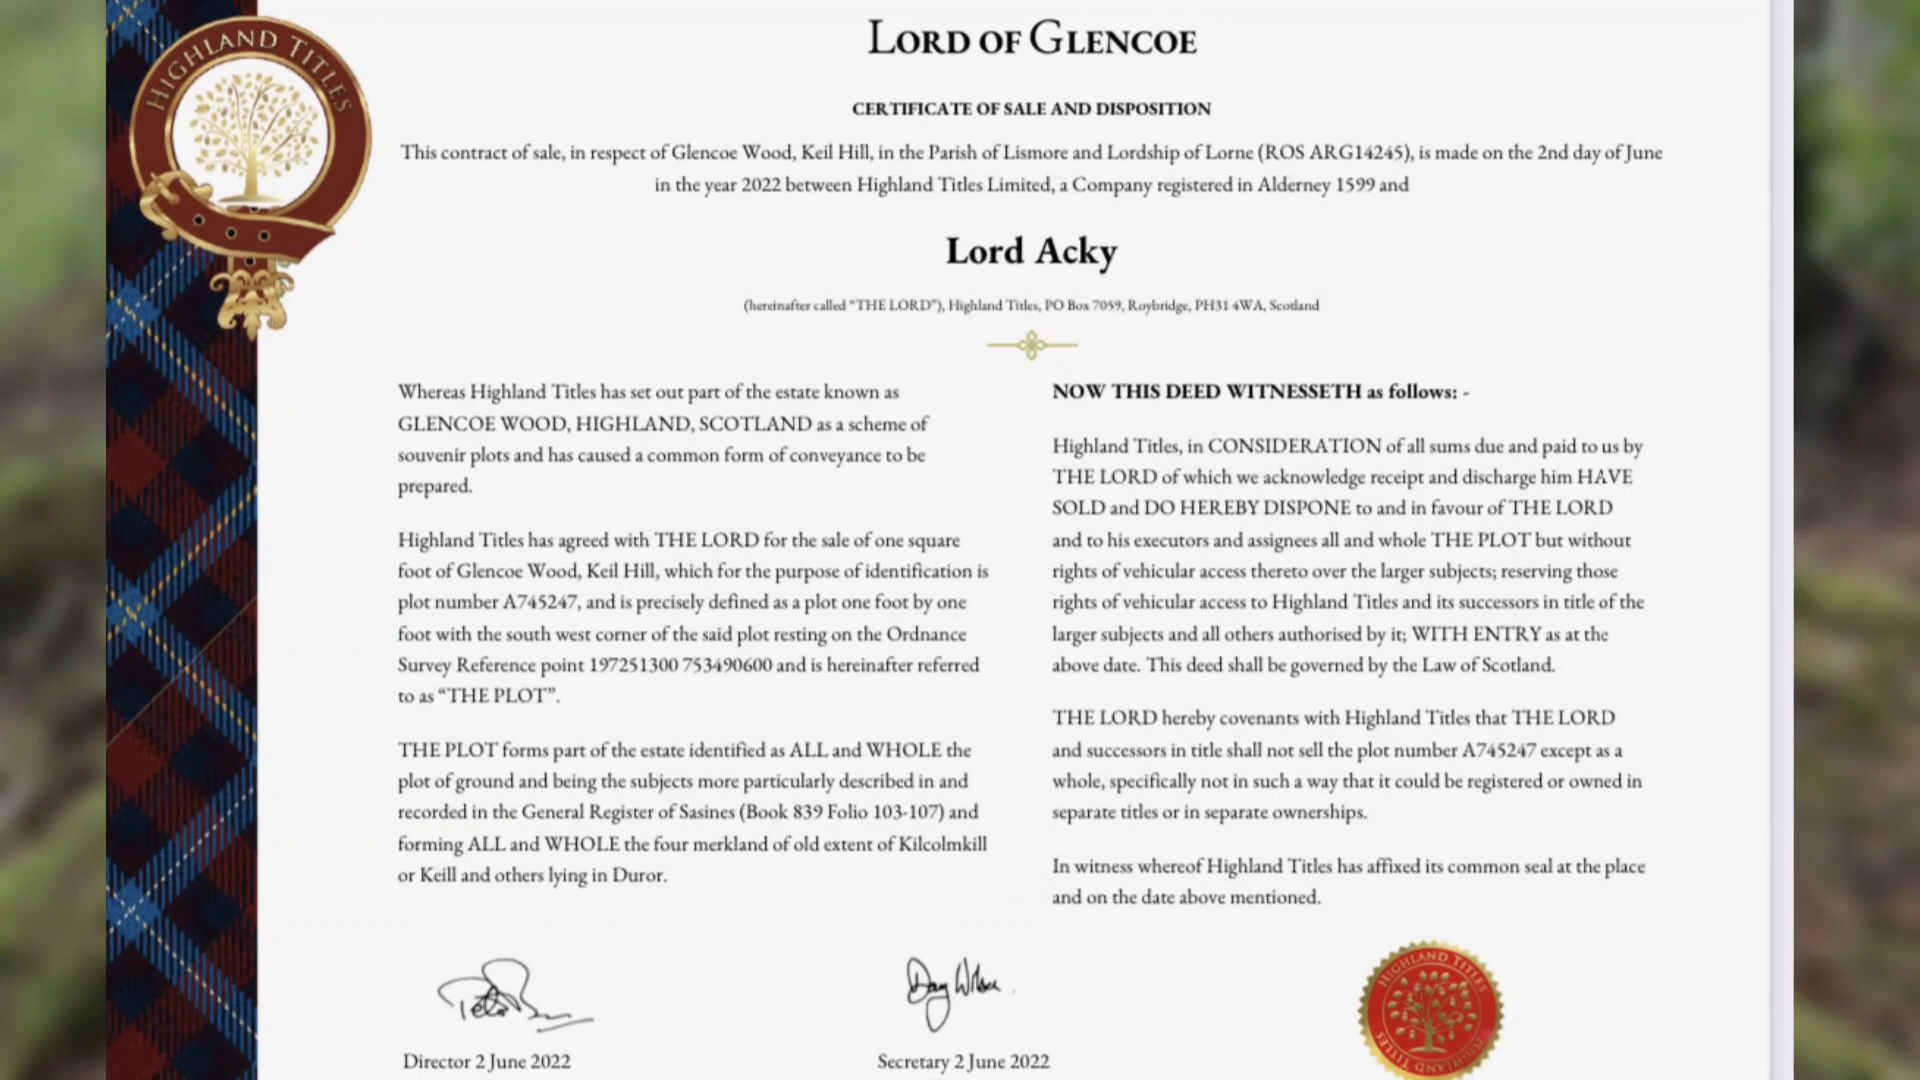 HIGHLAND TITLES
LORD OF GLENCOE
CERTIFICATE OF SALE AND DISPOSITION
This contract of sale, in respect of Glencoe Wood, Keil Hill, in the Parish of Lismore and Lordship of Lorne (ROS ARG14245), is made on the 2nd day of June
in the year 2022 between Highland Titles Limited, a Company registered in Alderney 1599 and
Lord Acky
(hereinafter called "THE LORD"), Highland Titles, PO Box 7059, Roybridge, PH31 4WA, Scotland
Whereas Highland Titles has set out part of the estate known as
GLENCOE WOOD, HIGHLAND, SCOTLAND as a scheme of
souvenir plots and has caused a common form of conveyance to be
prepared.
Highland Titles has agreed with THE LORD for the sale of one square
foot of Glencoe Wood, Keil Hill, which for the purpose of identification is
plot number A745247, and is precisely defined as a plot one foot by one
foot with the south west corner of the said plot resting on the Ordnance
Survey Reference point 197251300 753490600 and is hereinafter referred
to as “THE PLOT”.
THE PLOT forms part of the estate identified as ALL and WHOLE the
plot of ground and being the subjects more particularly described in and
recorded in the General Register of Sasines (Book 839 Folio 103-107) and
forming ALL and WHOLE the four merkland of old extent of Kilcolmkill
or Keill and others lying in Duror.
NOW THIS DEED WITNESSETH as follows: -
Highland Titles, in CONSIDERATION of all sums due and paid to us by
THE LORD of which we acknowledge receipt and discharge him HAVE
SOLD and DO HEREBY DISPONE to and in favour of THE LORD
and to his executors and assignees all and whole THE PLOT but without
rights of vehicular access thereto over the larger subjects; reserving those
rights of vehicular access to Highland Titles and its successors in title of the
larger subjects and all others authorised by it; WITH ENTRY as at the
above date. This deed shall be governed by the Law of Scotland.
THE LORD hereby covenants with Highland Titles that THE LORD
and successors in title shall not sell the plot number A745247 except as a
whole, specifically not in such a way that it could be registered or owned in
separate titles or in separate ownerships.
In witness whereof Highland Titles has affixed its common seal at the place
and on the date above mentioned.
Director 2 June 2022
Secretary 2 June 2022
HIGHLAND TITLES
HIGHLAND TITLES